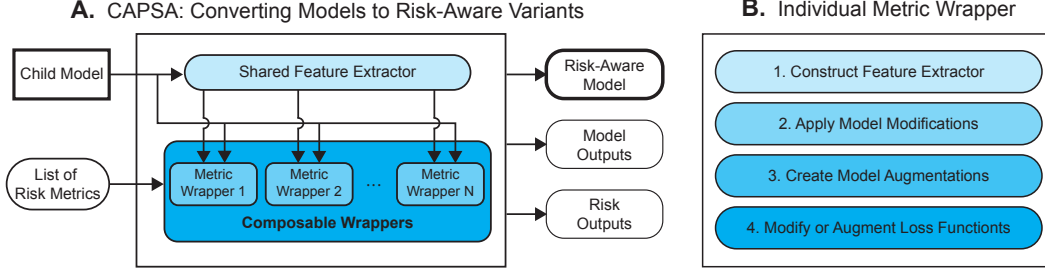 A. CAPSA: Converting Models to Risk-Aware Variants
Child Model
List of
Risk Metrics
Shared Feature Extractor
Metric
Wrapper 1
Metric
Wrapper 2
...
Metric
Wrapper N
Composable Wrappers
Risk-Aware
Model
Model
Outputs
Risk
Outputs
B. Individual Metric Wrapper
1. Construct Feature Extractor
2. Apply Model Modifications
3. Create Model Augmentations
4. Modify or Augment Loss Functionts